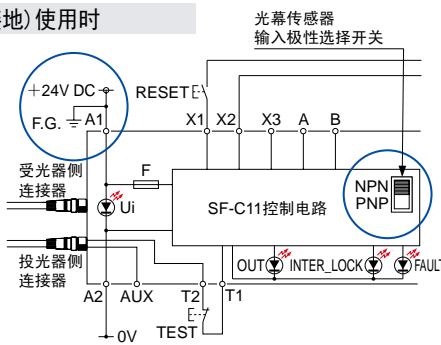 地)使用时
光幕传感器
输入极性选择开关
+24V DC
RESET
F.G.
A1
X1
X2
X3
A
B
受光器侧
连接器
F
Ui
SF-C11控制电路
NPN
PNP
投光器侧
连接器
OUT
INTER_LOCK
FAULT
A2
AUX
T2
T1
TEST
0V